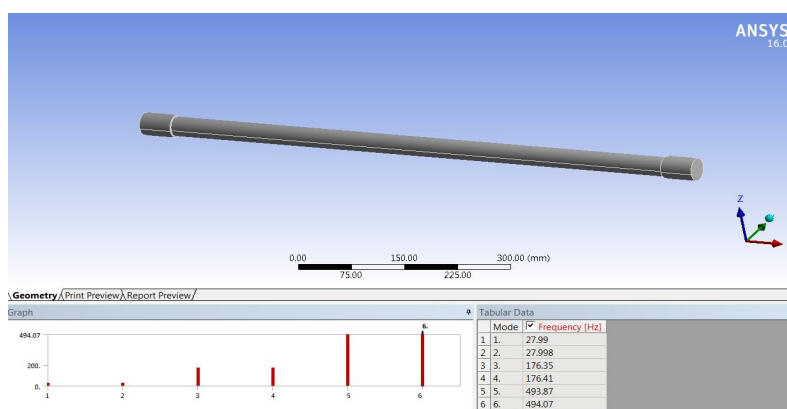 ANSYS
16.0
Z
0.00 150.00 300.00 (mm)
75.00 225.00
Geometry Print Preview Report Preview
Graph
6.
494.07
200.
0.
1 2 3 4 5 6
Tabular Data
Mode Frequency [Hz]
1 1. 27.99
2 2. 27.998
3 3. 176.35
4 4. 176.41
5 5. 493.87
6 6. 494.07